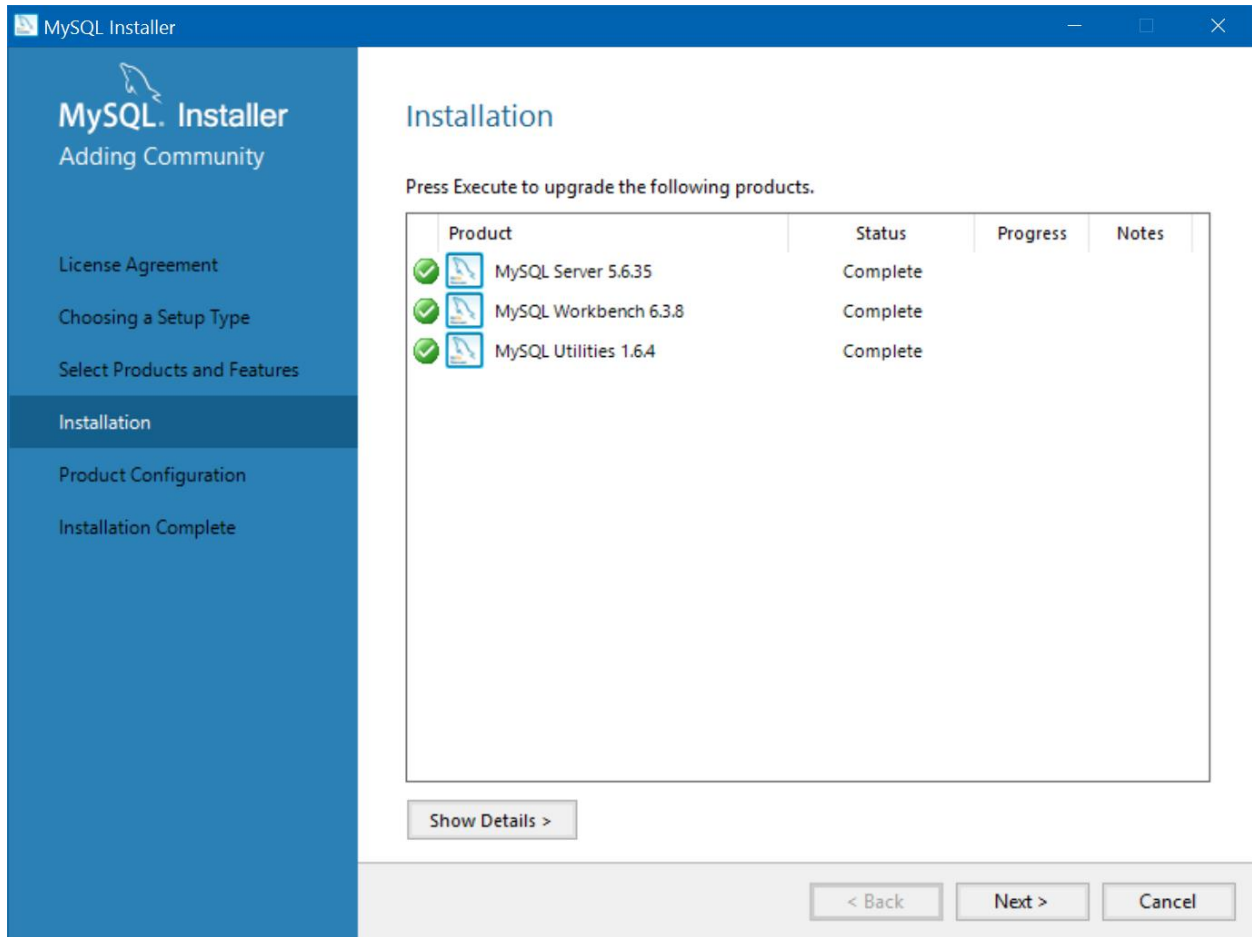 MySQL Installer
MySQL. Installer
Adding Community
License Agreement
Choosing a Setup Type
Select Products and Features
Installation
Product Configuration
Installation Complete
Installation
Press Execute to upgrade the following products.
Product Status Progress Notes
MySQL Server 5.6.35 Complete
MySQL Workbench 6.3.8 Complete
MySQL Utilities 1.6.4 Complete
Show Details >
< Back Next > Cancel